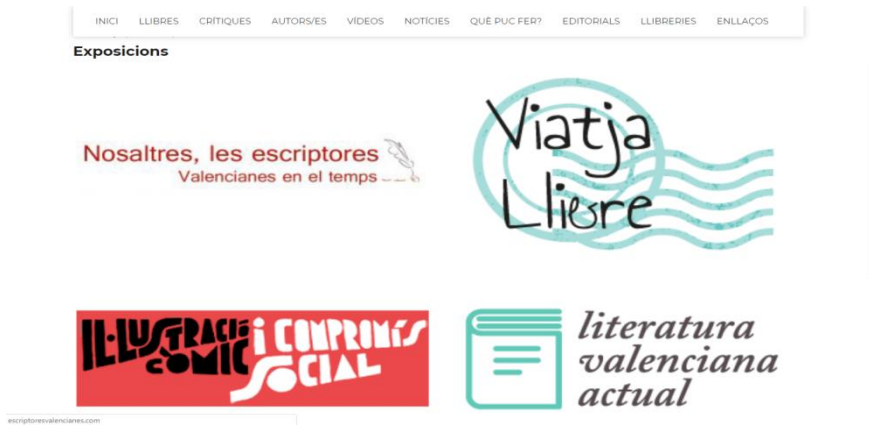 INICI LLIBRES CRÍTIQUES AUTORS/ES VÍDEOS NOTÍCIES QUÈ PUC FER? EDITORIALS LLIBRERIES ENLLAÇOS
Exposicions
Nosaltres, les escriptores
Valencianes en el temps
Viatja
Lliure
IL·LUSTRACIÓ
CÒMIC
i COMPROMÍS
SOCIAL
literatura
valenciana
actual
escriptoresvalencianes.com